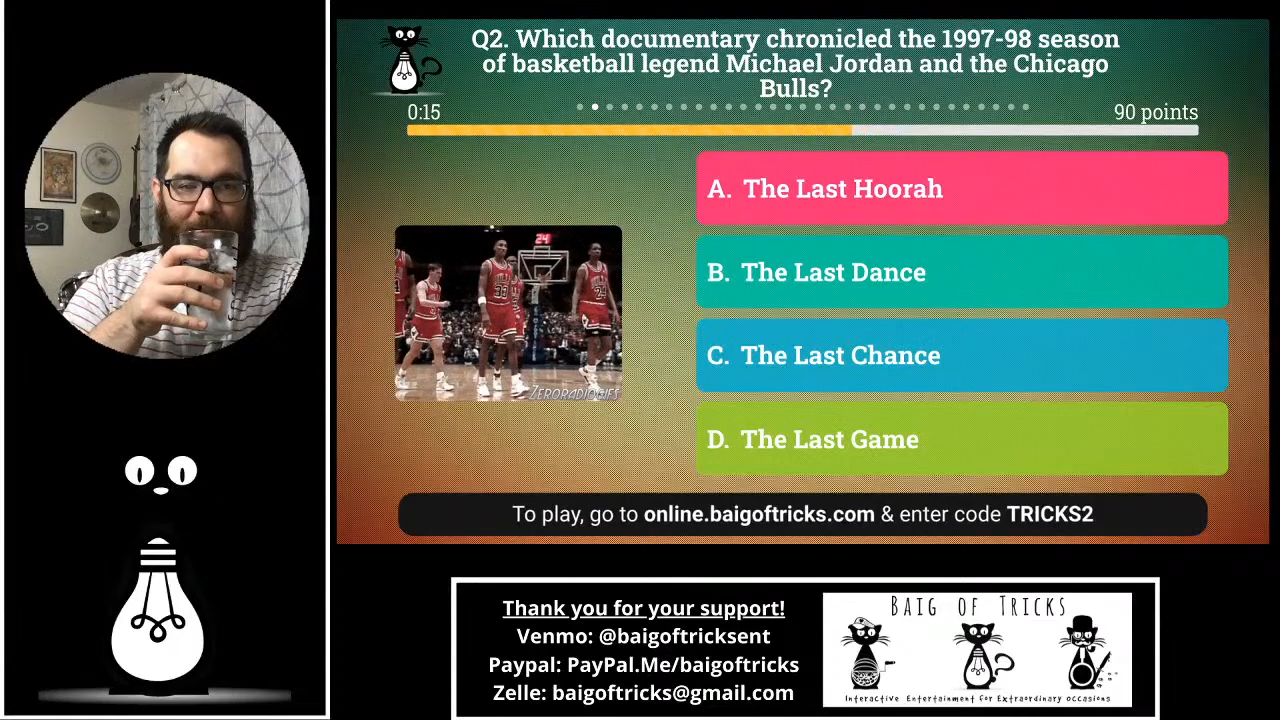 Q2. Which documentary chronicled the 1997-98 season
of basketball legend Michael Jordan and the Chicago
Bulls?
0:15
90 points
A. The Last Hoorah
B. The Last Dance
C. The Last Chance
D. The Last Game
24
33
ZERORADIOGIFS
To play, go to online.baigoftricks.com & enter code TRICKS2
Thank you for your support!
Venmo: @baigoftricksent
Paypal: PayPal.Me/baigoftricks
Zelle: baigoftricks@gmail.com
BAIG OF TRICKS
Interactive Entertainment for Extraordinary occasions